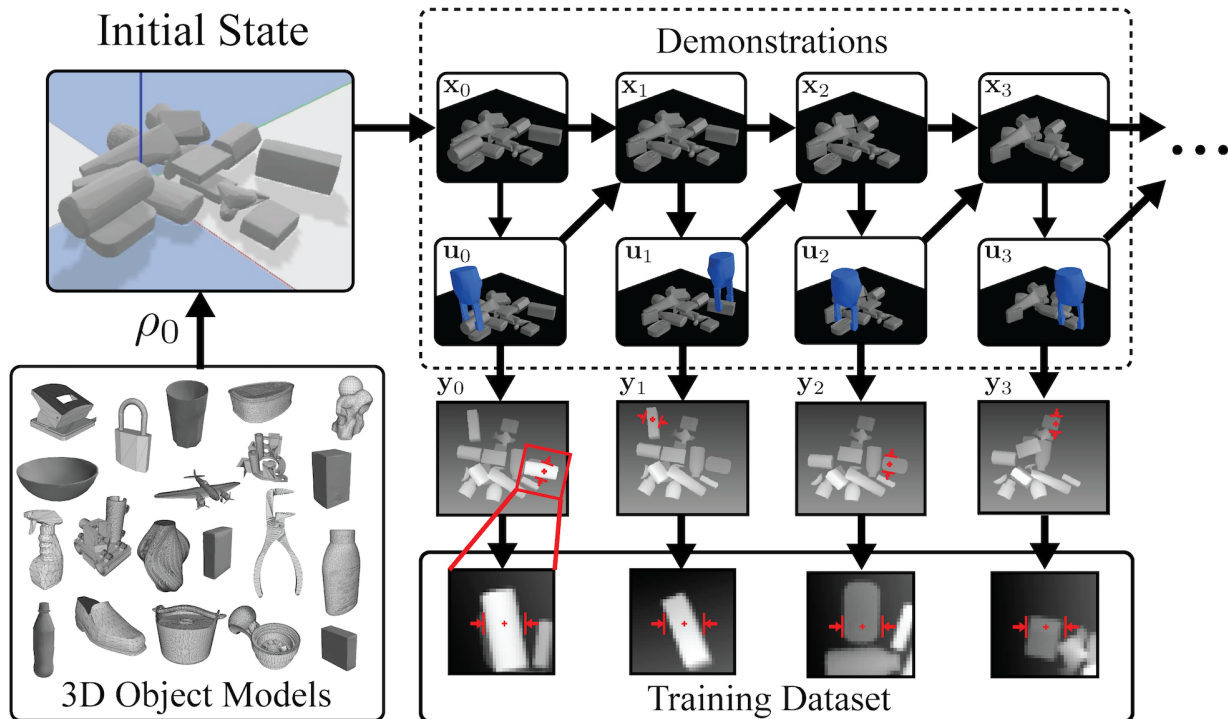 Initial State
Demonstrations
x₀ x₁ x₂ x₃
u₀ u₁ u₂ u₃
ρ₀
y₀ y₁ y₂ y₃
3D Object Models
Training Dataset